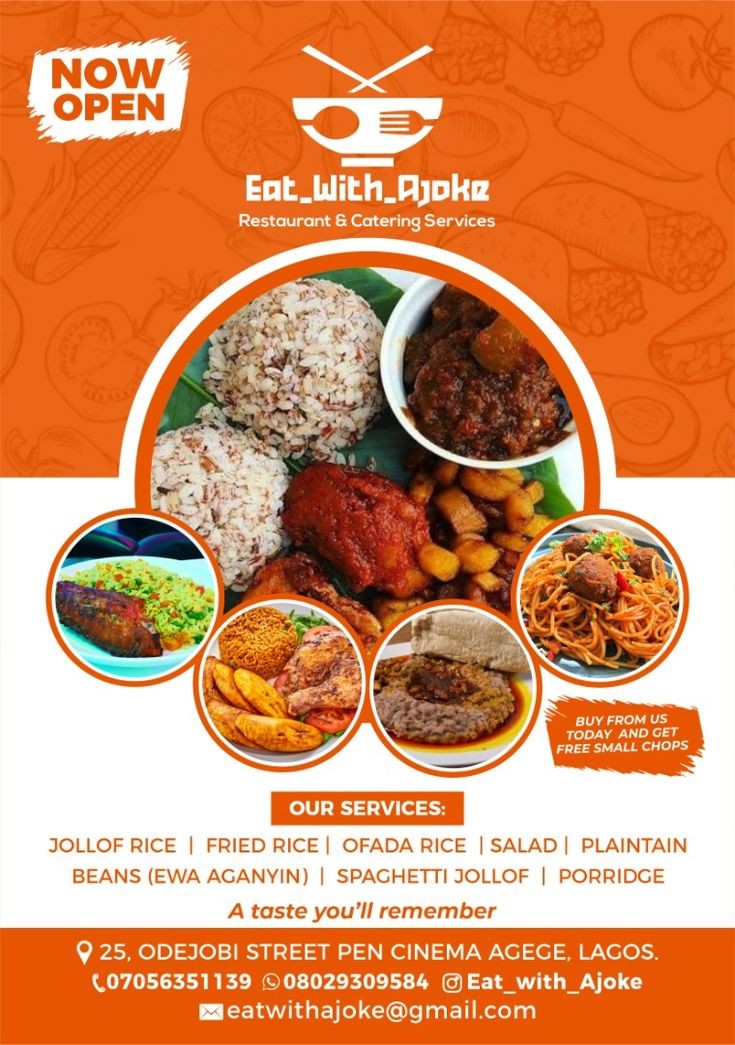 NOW
OPEN
Eat_With_Ajoke
Restaurant & Catering Services
BUY FROM US
TODAY AND GET
FREE SMALL CHOPS
OUR SERVICES:
JOLLOF RICE | FRIED RICE | OFADA RICE | SALAD | PLAINTAIN
BEANS (EWA AGANYIN) | SPAGHETTI JOLLOF | PORRIDGE
A taste you'll remember
25, ODEJOBI STREET PEN CINEMA AGEGE, LAGOS.
07056351139 08029309584 Eat_with_Ajoke
eatwithajoke@gmail.com